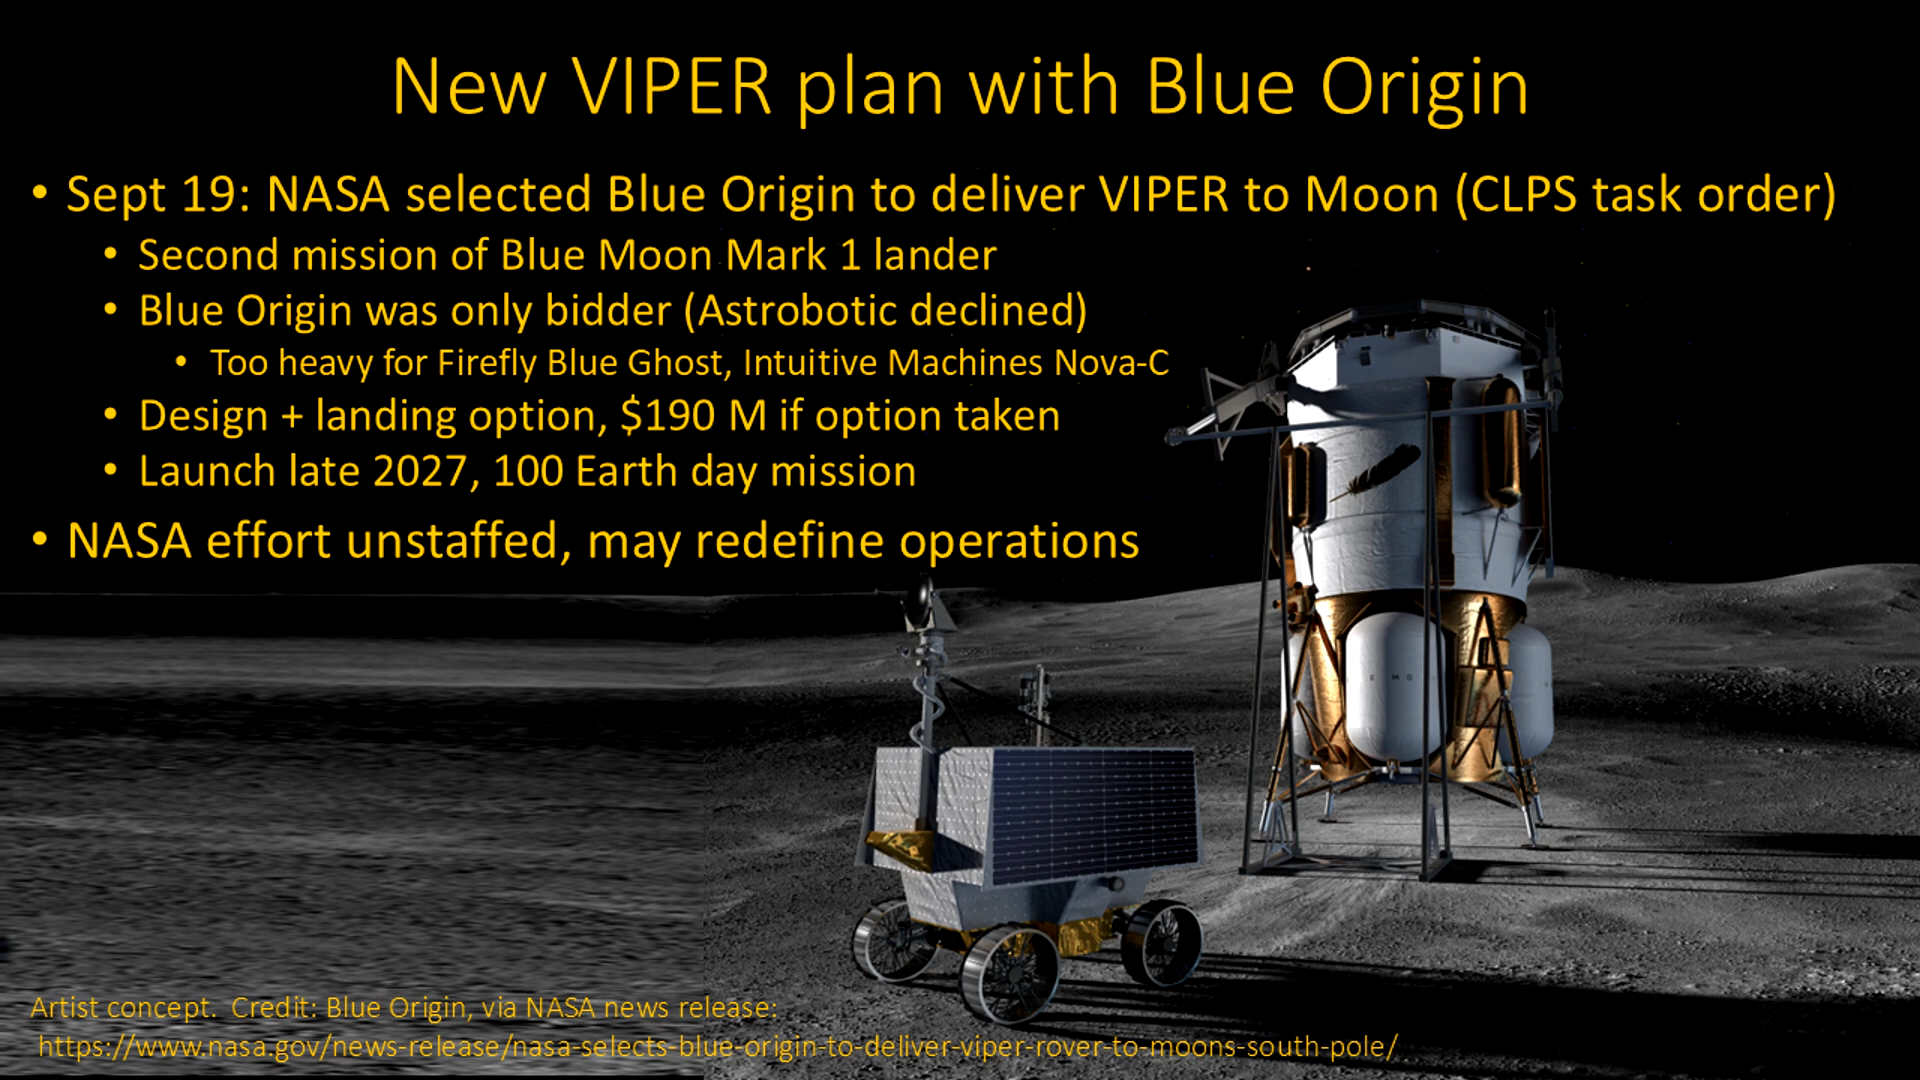 New VIPER plan with Blue Origin
• Sept 19: NASA selected Blue Origin to deliver VIPER to Moon (CLPS task order)
• Second mission of Blue Moon Mark 1 lander
• Blue Origin was only bidder (Astrobotic declined)
• Too heavy for Firefly Blue Ghost, Intuitive Machines Nova-C
• Design + landing option, $190 M if option taken
• Launch late 2027, 100 Earth day mission
• NASA effort unstaffed, may redefine operations
Artist concept. Credit: Blue Origin, via NASA news release:
https://www.nasa.gov/news-release/nasa-selects-blue-origin-to-deliver-viper-rover-to-moons-south-pole/